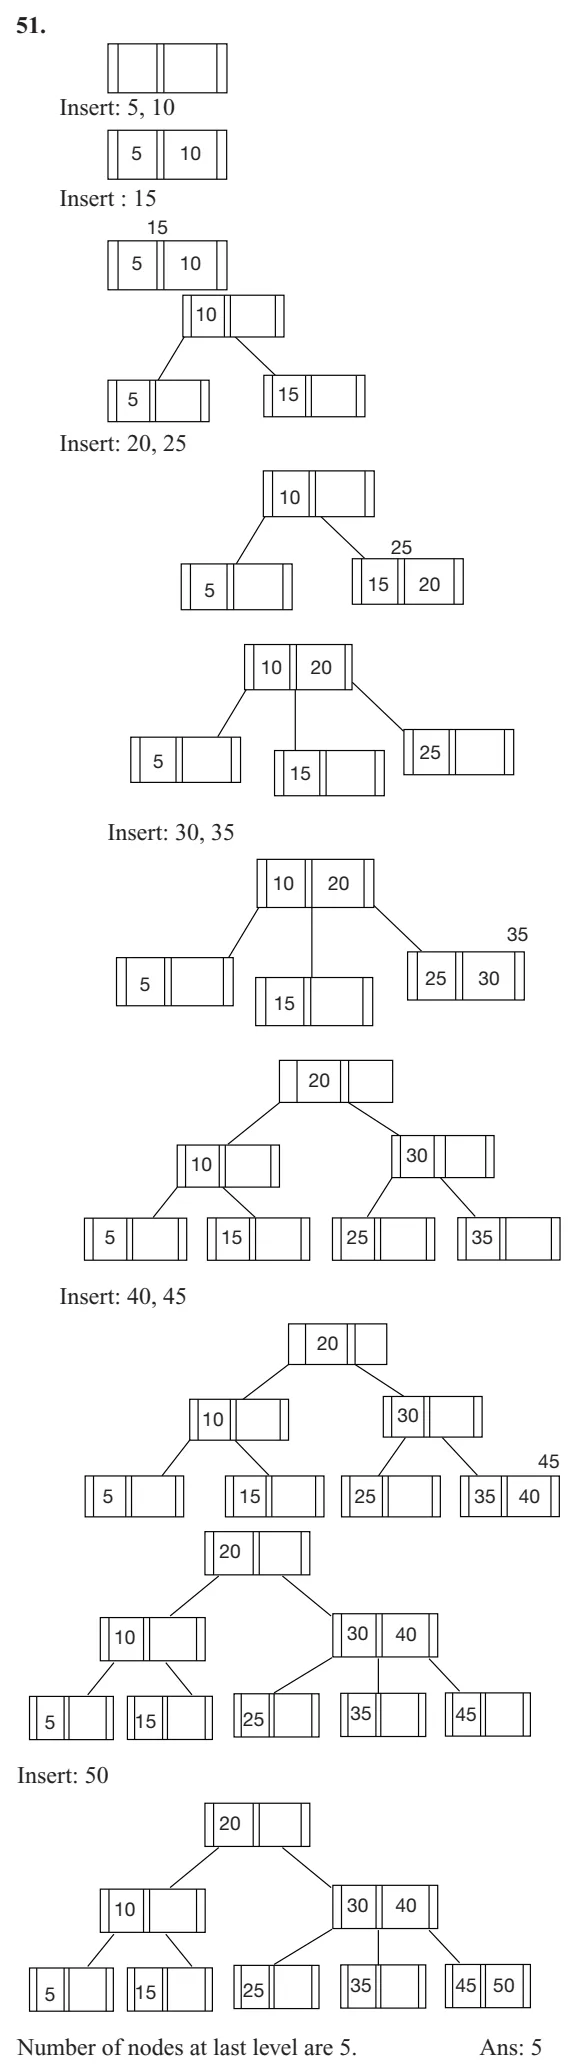 51.
Insert: 5, 10
5 10
Insert : 15
15
5 10
10
5 15
Insert: 20, 25
10
25
5 15 20
10 20
5 15 25
Insert: 30, 35
10 20
35
5 15 25 30
20
10 30
5 15 25 35
Insert: 40, 45
20
10 30
45
5 15 25 35 40
20
10 30 40
5 15 25 35 45
Insert: 50
20
10 30 40
5 15 25 35 45 50
Number of nodes at last level are 5. Ans: 5